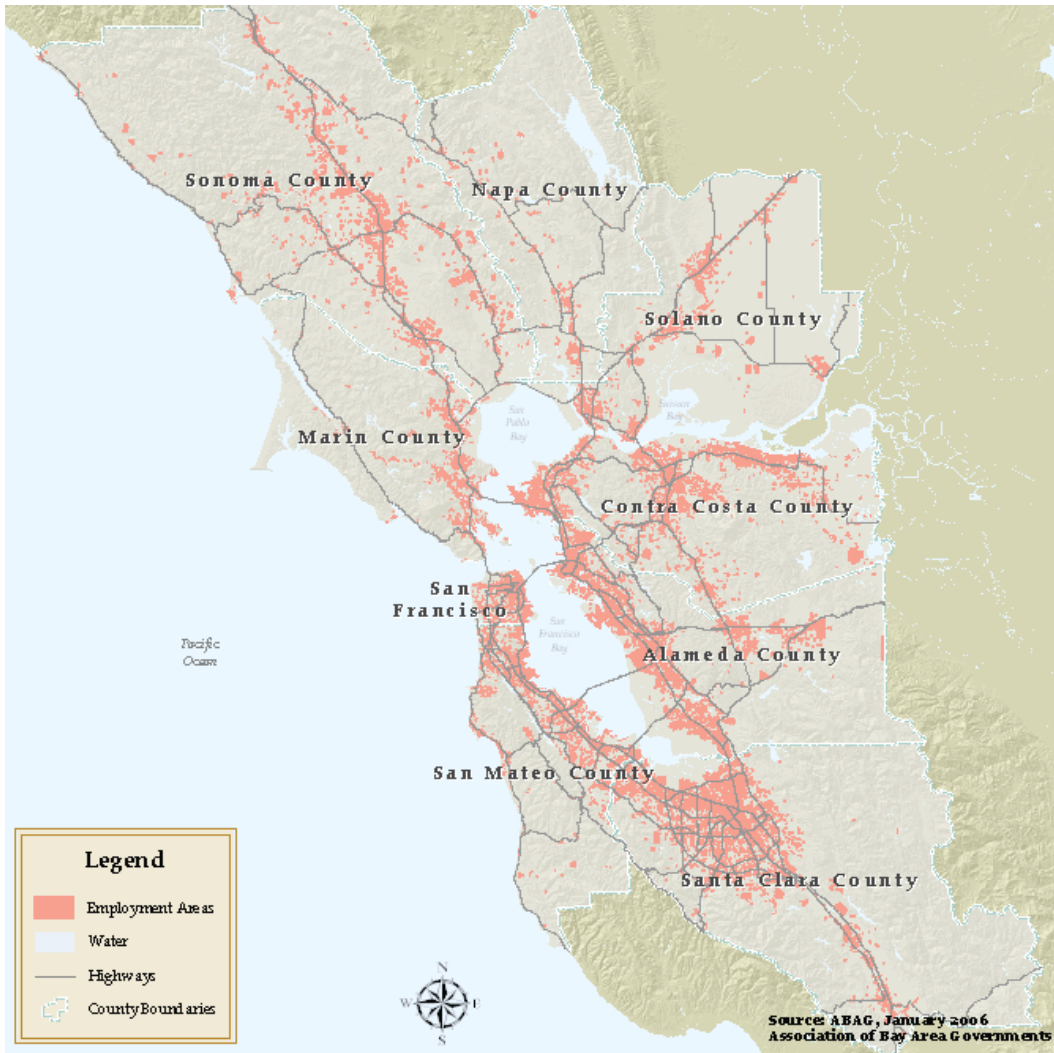 Sonoma County
Napa County
Solano County
San
Pablo
Bay
Suisun
Bay
Marin County
Contra Costa County
San
Francisco
San
Francisco
Bay
Pacific
Ocean
Alameda County
San Mateo County
Santa Clara County
Legend
Employment Areas
Water
Highways
County Boundaries
N
W E
S
Source: ABAG, January 2006
Association of Bay Area Governments